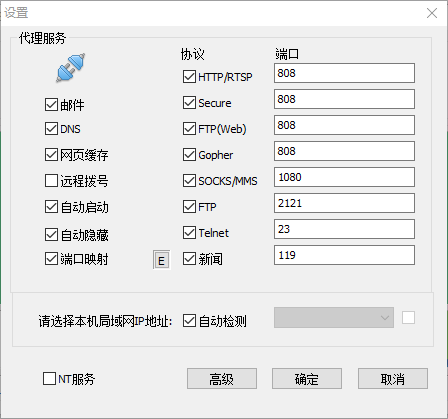 设置
代理服务
协议 端口
HTTP/RTSP 808
邮件 Secure 808
DNS FTP(Web) 808
网页缓存 Gopher 808
远程拨号 SOCKS/MMS 1080
自动启动 FTP 2121
自动隐藏 Telnet 23
端口映射 E 新闻 119
请选择本机局域网IP地址: 自动检测
NT服务 高级 确定 取消